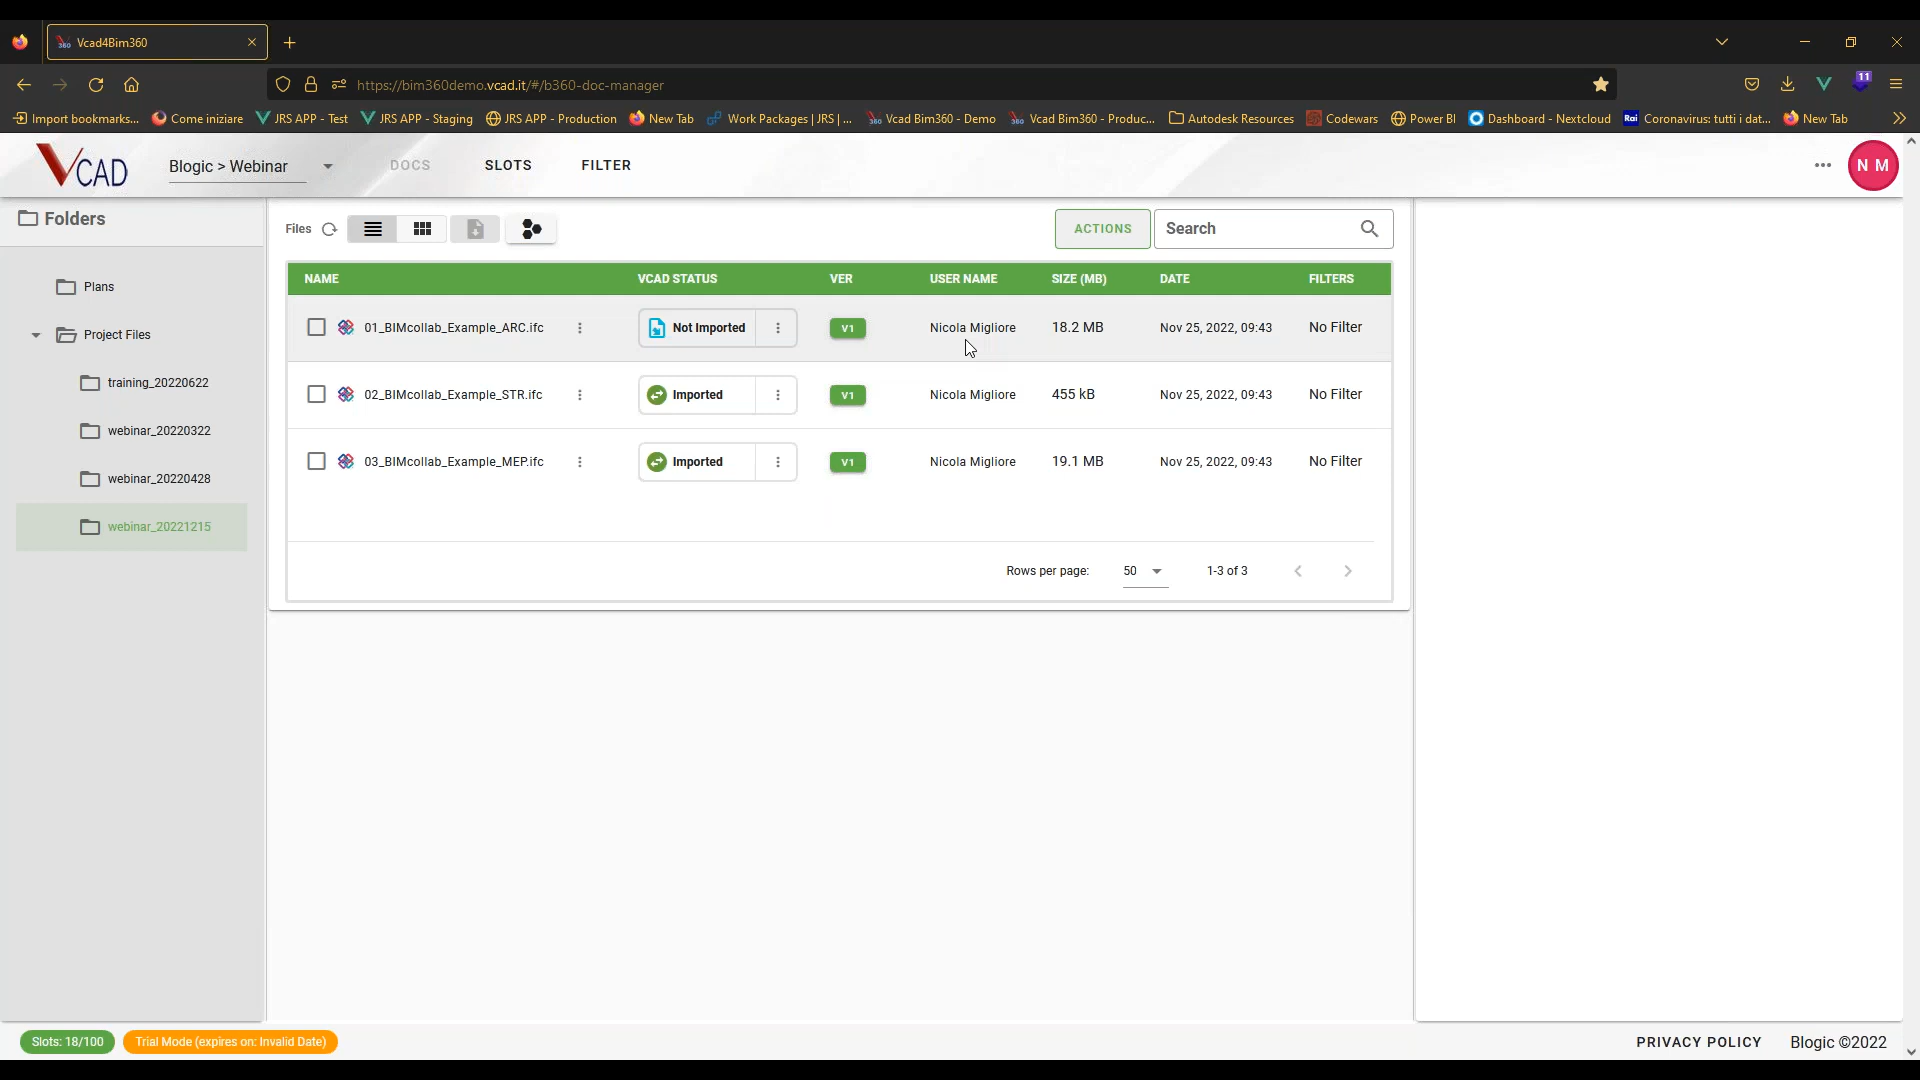 Vcad4Bim360
https://bim360demo.vcad.it/#/b360-doc-manager
11
Import bookmarks... Come iniziare JRS APP - Test JRS APP - Staging JRS APP - Production New Tab Work Packages | JRS | ... Vcad Bim360 - Demo Vcad Bim360 - Produc... Autodesk Resources Codewars Power BI Dashboard - Nextcloud Rai Coronavirus: tutti i dat... New Tab
VCAD Blogic > Webinar DOCS SLOTS FILTER NM
Folders
Plans
Project Files
training_20220622
webinar_20220322
webinar_20220428
webinar_20221215
Files ACTIONS Search
NAME VCAD STATUS VER USER NAME SIZE (MB) DATE FILTERS
01_BIMcollab_Example_ARC.ifc Not Imported V1 Nicola Migliore 18.2 MB Nov 25, 2022, 09:43 No Filter
02_BIMcollab_Example_STR.ifc Imported V1 Nicola Migliore 455 kB Nov 25, 2022, 09:43 No Filter
03_BIMcollab_Example_MEP.ifc Imported V1 Nicola Migliore 19.1 MB Nov 25, 2022, 09:43 No Filter
Rows per page: 50 1-3 of 3
Slots: 18/100 Trial Mode (expires on: Invalid Date) PRIVACY POLICY Blogic ©2022